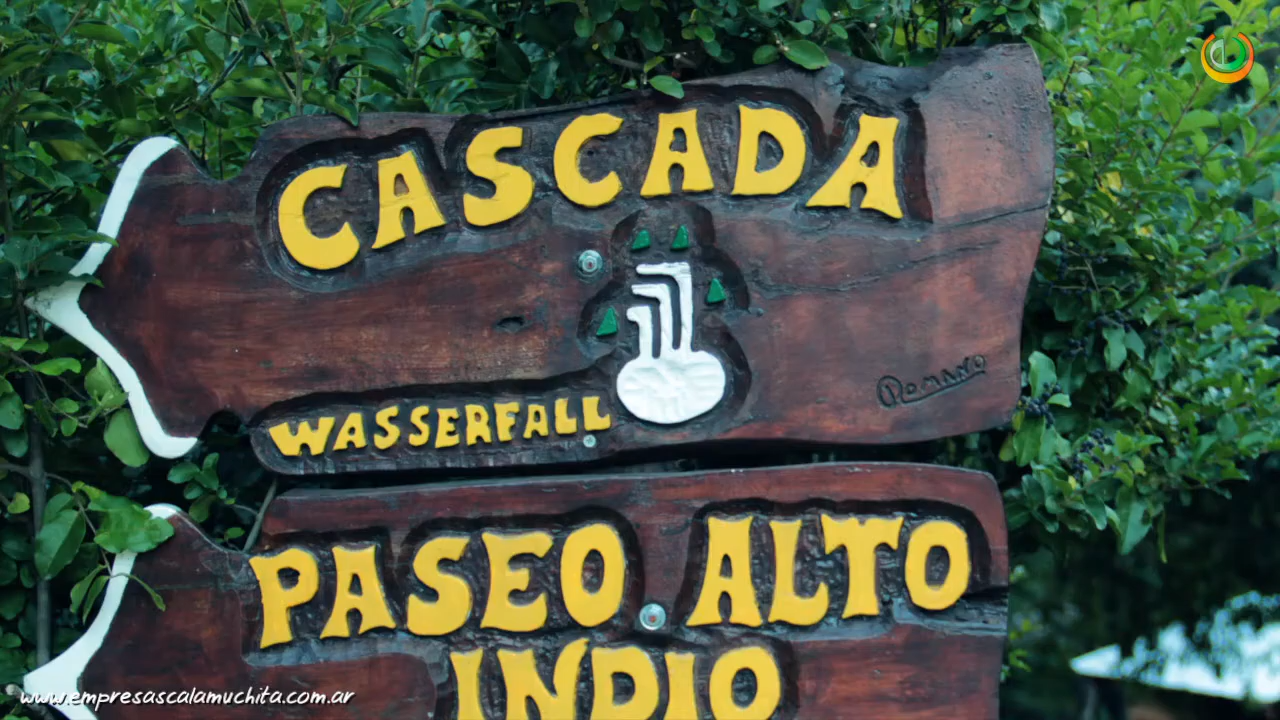 CASCADA
WASSERFALL
Romano
PASEO ALTO
INDIO
www.empresascalamuchita.com.ar